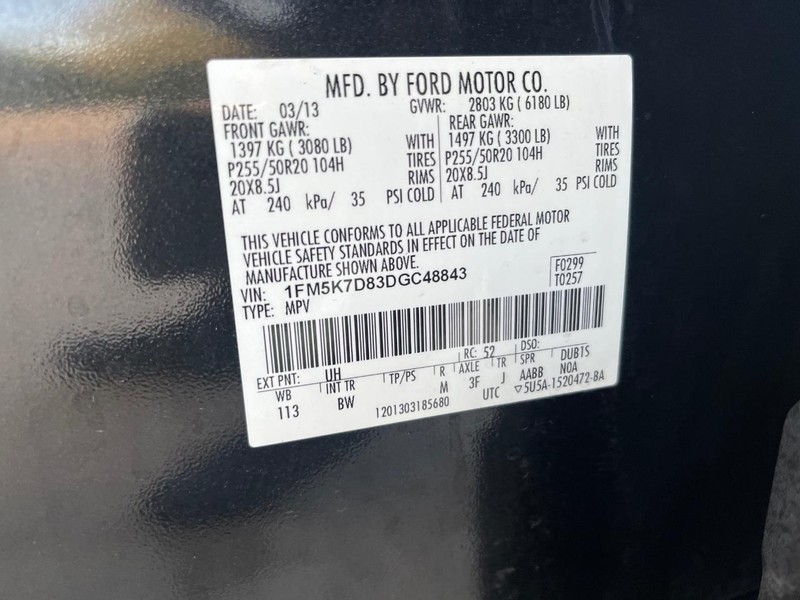 MFD. BY FORD MOTOR CO.
DATE: 03/13 GVWR: 2803 KG ( 6180 LB)
FRONT GAWR: REAR GAWR:
1397 KG ( 3080 LB) WITH 1497 KG ( 3300 LB) WITH
P255/50R20 104H TIRES P255/50R20 104H TIRES
20X8.5J RIMS 20X8.5J RIMS
AT 240 kPa/ 35 PSI COLD AT 240 kPa/ 35 PSI COLD
THIS VEHICLE CONFORMS TO ALL APPLICABLE FEDERAL MOTOR
VEHICLE SAFETY STANDARDS IN EFFECT ON THE DATE OF
MANUFACTURE SHOWN ABOVE.
VIN: 1FM5K7D83DGC48843 F0299
TYPE: MPV T0257
EXT PNT: UH RC: 52 DSO:
WB INT TR TP/PS R AXLE TR SPR DUB1S
113 BW M 3F J AABB NOA
1201303185680 UTC ▽5U5A-1520472-BA